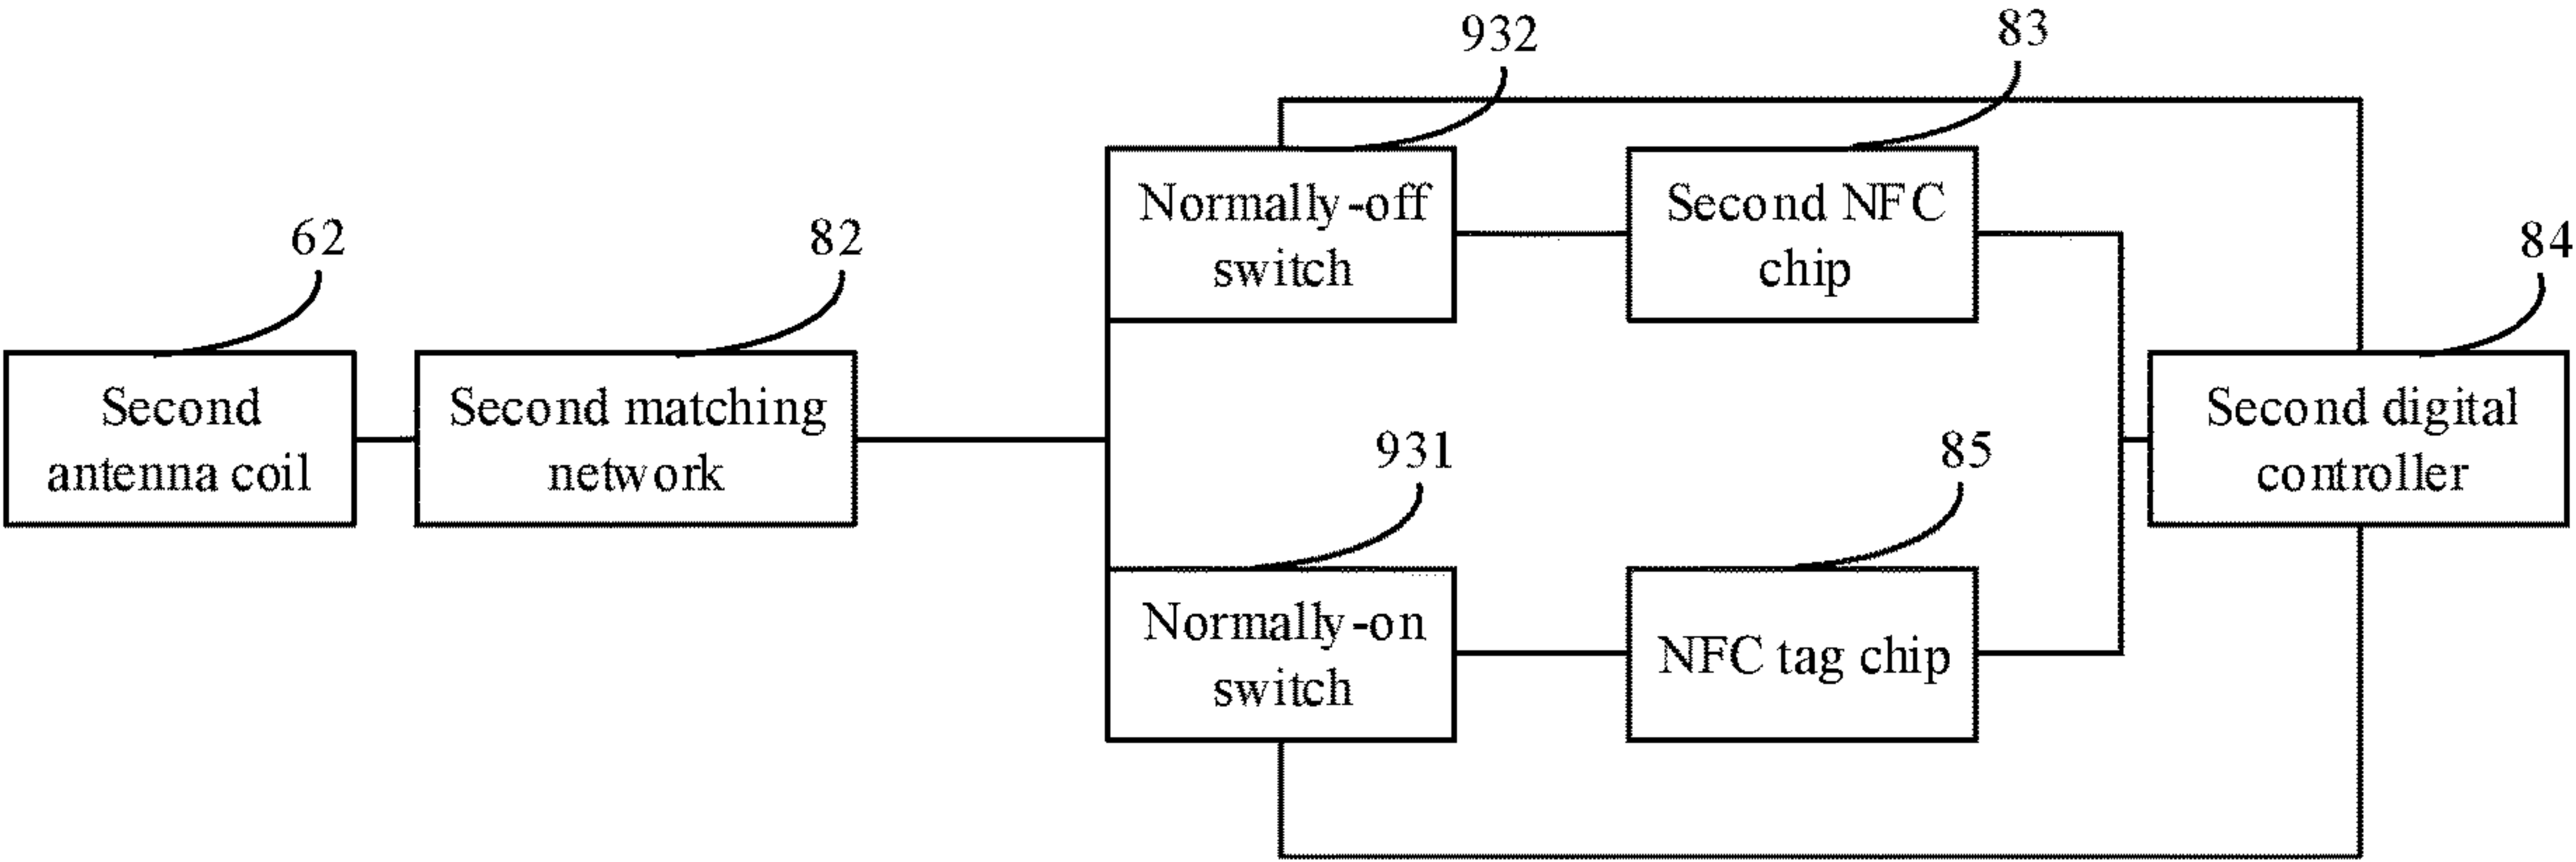 932
83
Normally-off
switch
Second NFC
chip
62
82
84
Second
antenna coil
Second matching
network
Second digital
controller
931
85
Normally-on
switch
NFC tag chip